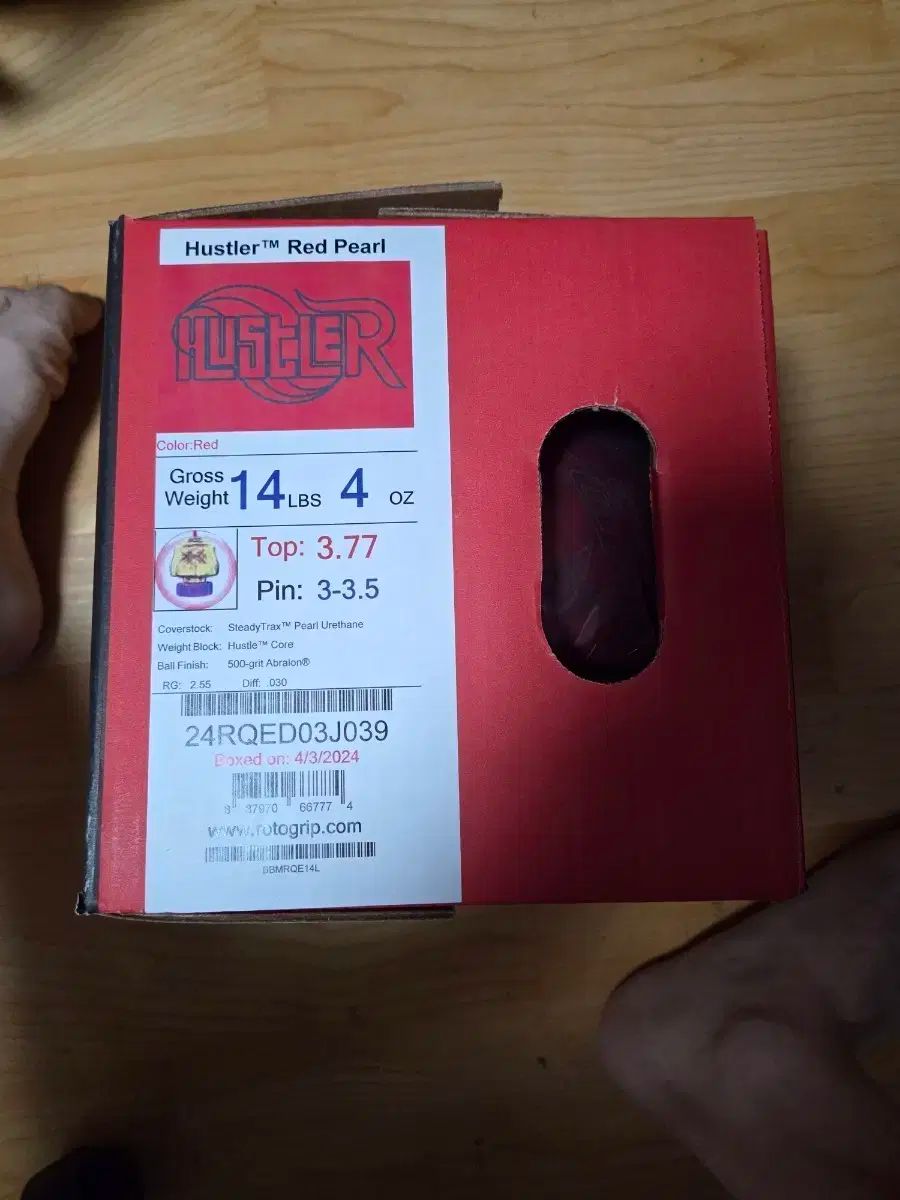 Hustler™ Red Pearl
HUSTLER
Color:Red
Gross Weight 14 LBS 4 OZ
Top: 3.77
Pin: 3-3.5
Coverstock: SteadyTrax™ Pearl Urethane
Weight Block: Hustle™ Core
Ball Finish: 500-grit Abralon®
RG: 2.55 Diff: .030
24RQED03J039
Boxed on: 4/3/2024
8 37970 66777 4
www.rotogrip.com
BBMRQE14L